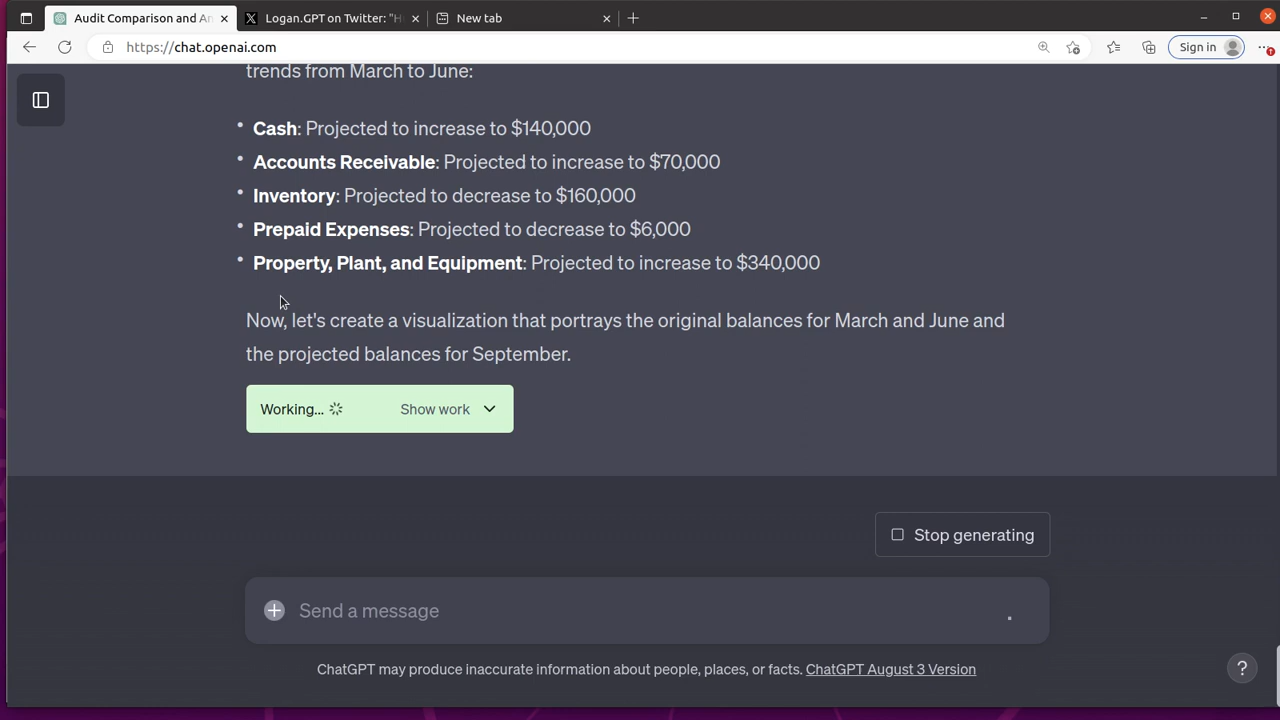 Audit Comparison and An
Logan.GPT on Twitter: "H
New tab
https://chat.openai.com
Sign in
trends from March to June:
• Cash: Projected to increase to $140,000
• Accounts Receivable: Projected to increase to $70,000
• Inventory: Projected to decrease to $160,000
• Prepaid Expenses: Projected to decrease to $6,000
• Property, Plant, and Equipment: Projected to increase to $340,000
Now, let's create a visualization that portrays the original balances for March and June and
the projected balances for September.
Working... Show work
Stop generating
Send a message
ChatGPT may produce inaccurate information about people, places, or facts. ChatGPT August 3 Version
?